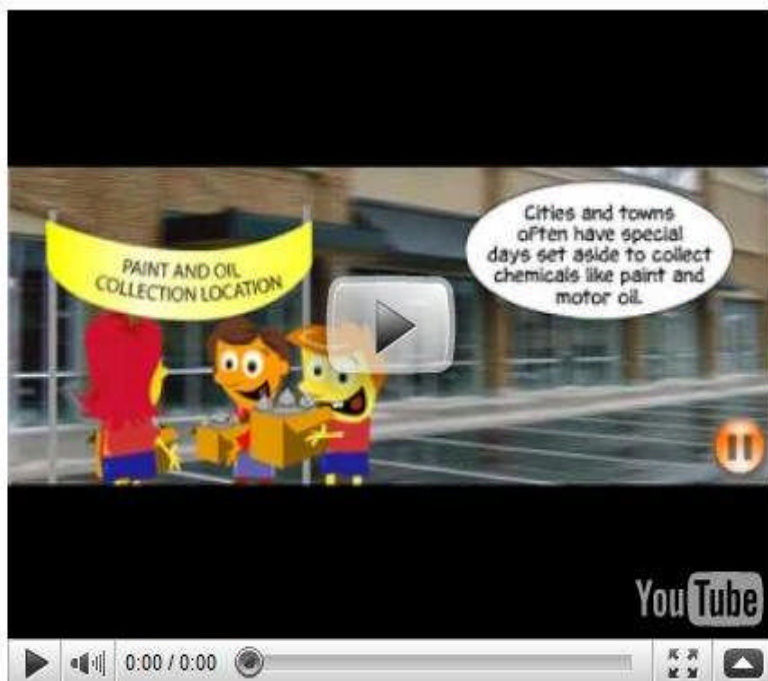 PAINT AND OIL
COLLECTION LOCATION
Cities and towns
often have special
days set aside to collect
chemicals like paint and
motor oil.
YouTube
0:00 / 0:00